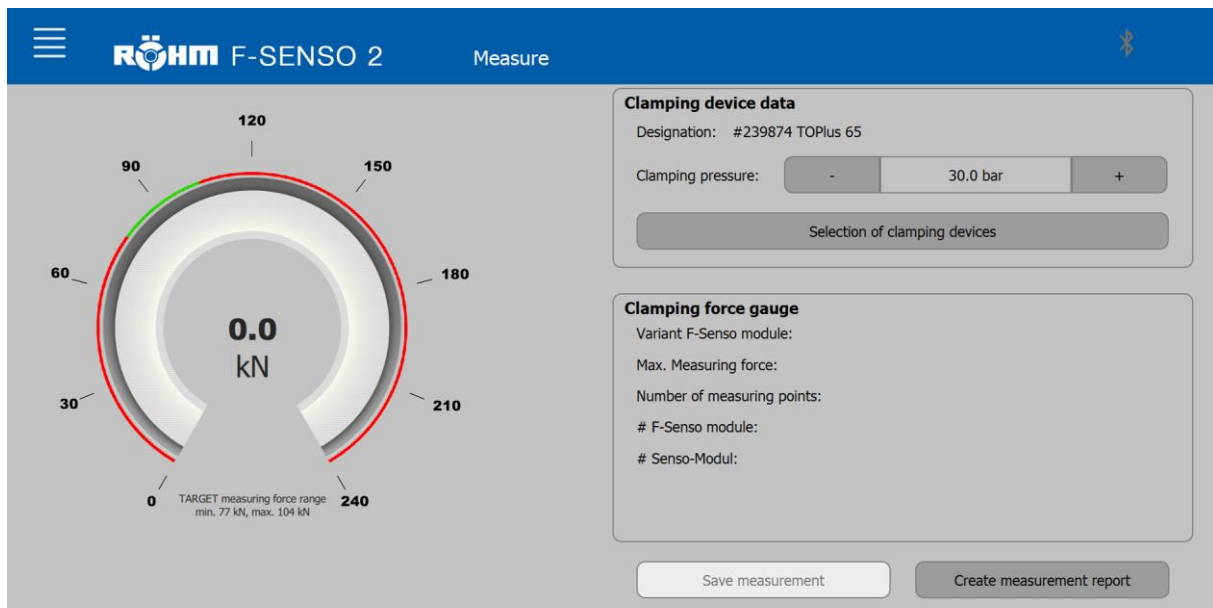 RÖHM F-SENSO 2
Measure
120
90
150
60
180
0.0
kN
30
210
0
240
TARGET measuring force range
min. 77 kN, max. 104 kN
Clamping device data
Designation: #239874 TOPlus 65
Clamping pressure: - 30.0 bar +
Selection of clamping devices
Clamping force gauge
Variant F-Senso module:
Max. Measuring force:
Number of measuring points:
# F-Senso module:
# Senso-Modul:
Save measurement
Create measurement report